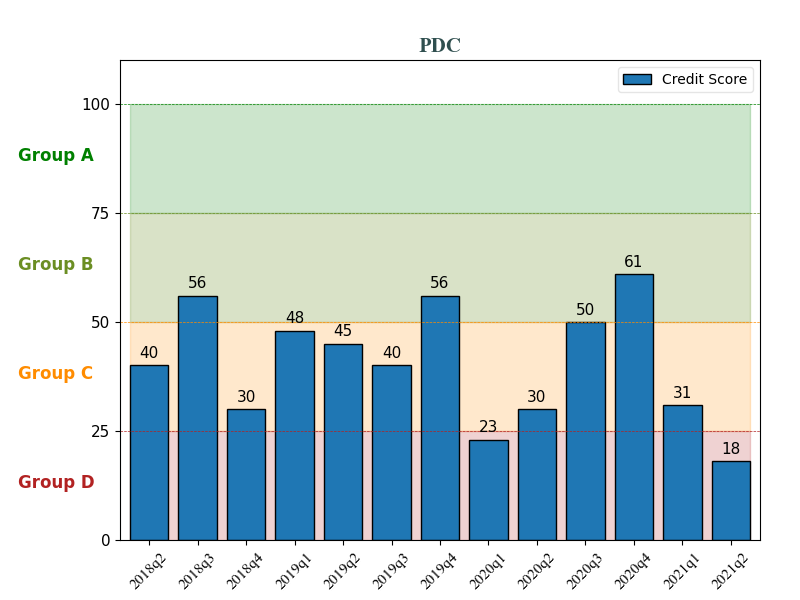 PDC
Credit Score
100
Group A
75
Group B
61
56
56
50
50
48
45
40
40
Group C
31
30
30
25
23
18
Group D
0
2018q2
2018q3
2018q4
2019q1
2019q2
2019q3
2019q4
2020q1
2020q2
2020q3
2020q4
2021q1
2021q2